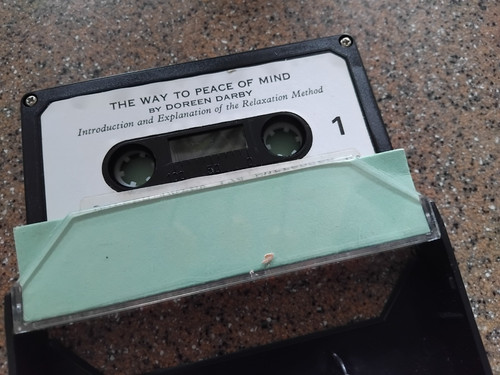 THE WAY TO PEACE OF MIND
BY DOREEN DARBY
Introduction and Explanation of the Relaxation Method
1